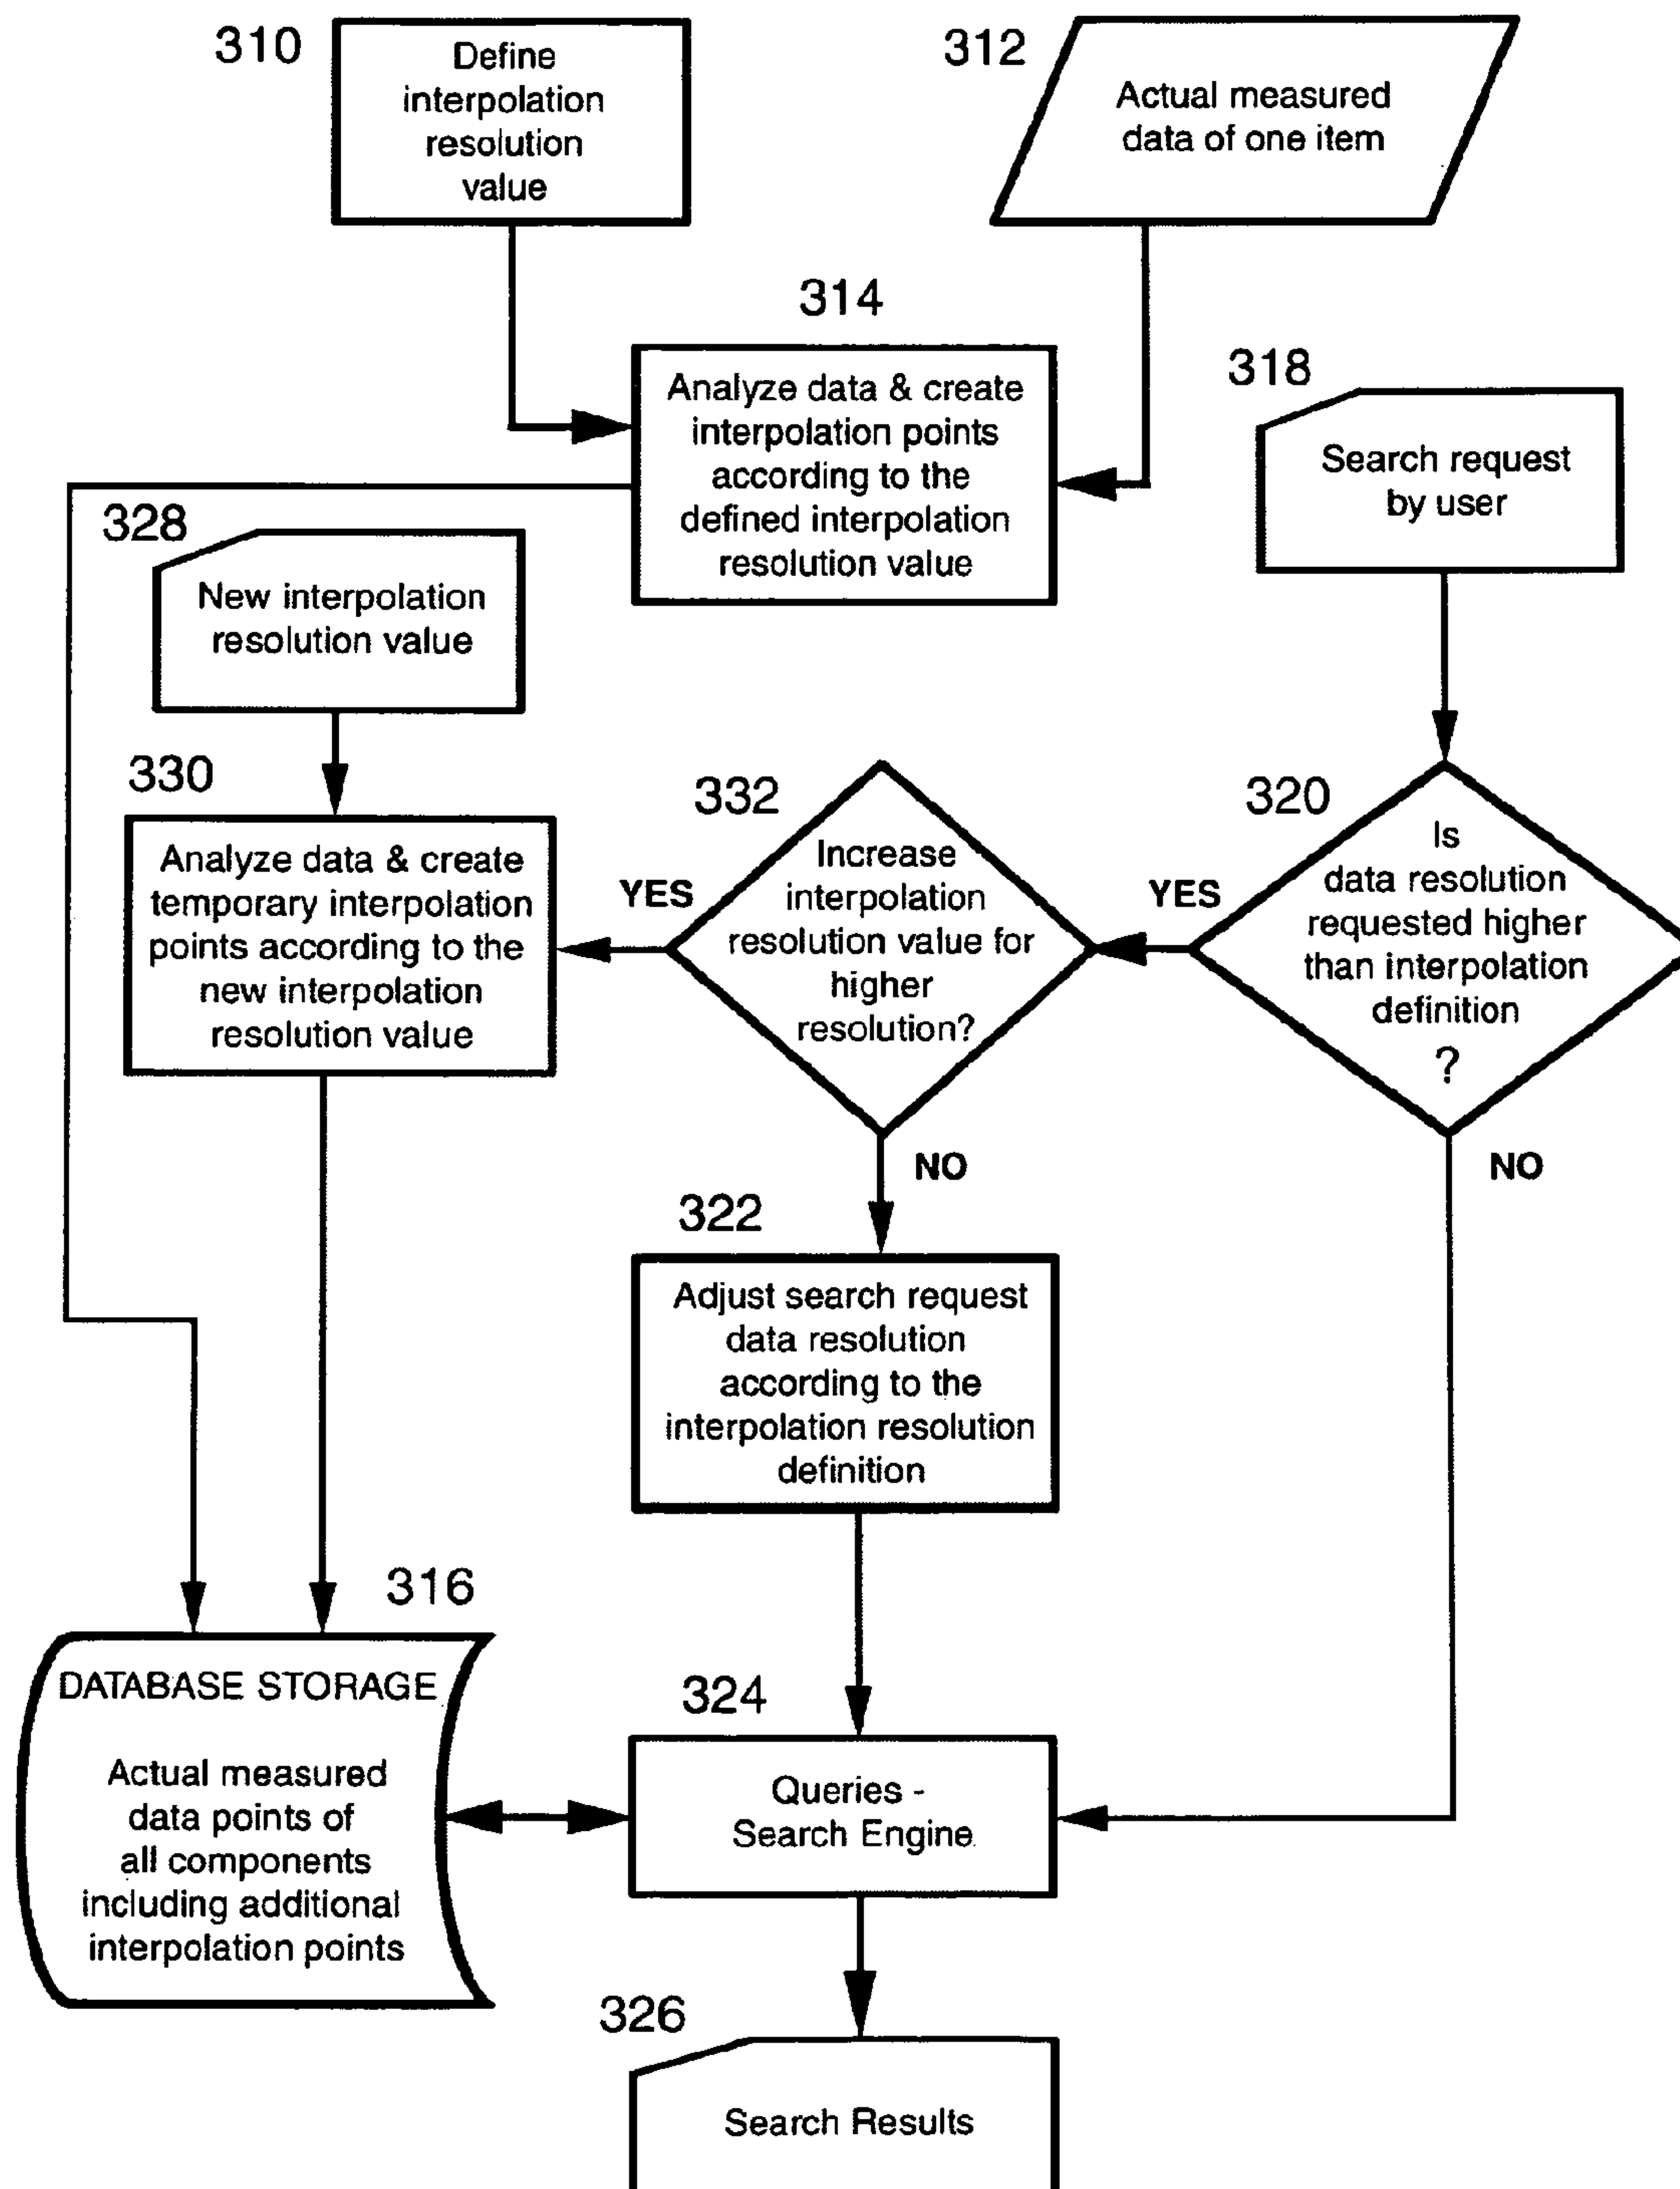 310
Define
interpolation
resolution
value
312
Actual measured
data of one item
314
Analyze data & create
interpolation points
according to the
defined interpolation
resolution value
318
Search request
by user
328
New interpolation
resolution value
330
Analyze data & create
temporary interpolation
points according to the
new interpolation
resolution value
YES
332
Increase
interpolation
resolution value for
higher
resolution?
YES
320
Is
data resolution
requested higher
than interpolation
definition
?
NO
NO
322
Adjust search request
data resolution
according to the
interpolation resolution
definition
316
DATABASE STORAGE
Actual measured
data points of
all components
including additional
interpolation points
324
Queries -
Search Engine
326
Search Results